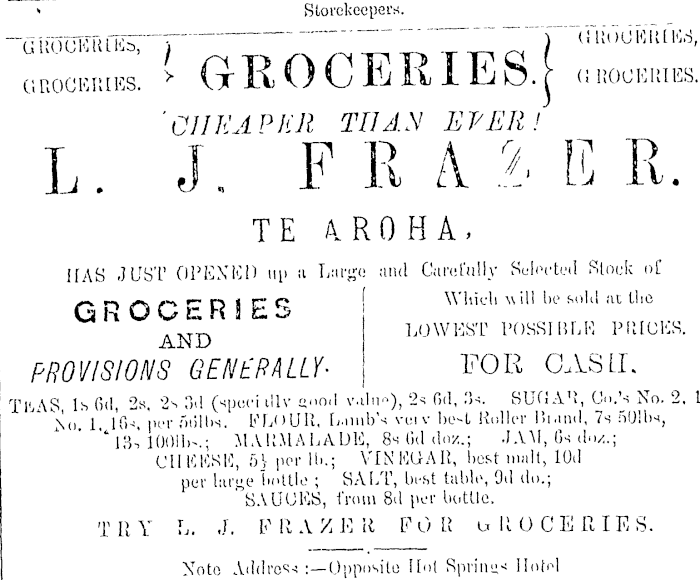 Storekeepers.
GROCERIES, GROCERIES, GROCERIES.
GROCERIES. GROCERIES.
CHEAPER THAN EVER!
L. J. FRAZER.
TE AROHA,
HAS JUST OPENED up a Large and Carefully Selected Stock of
GROCERIES
AND
PROVISIONS GENERALLY.
Which will be sold at the
LOWEST POSSIBLE PRICES.
FOR CASH.
TEAS, 1s 6d, 2s, 2s 3d (specially good value), 2s 6d, 3s. SUGAR, Co.'s No. 2, 1
No. 1, 16s, per 56lbs. FLOUR, Lamb's very best Roller Brand, 7s 50lbs,
13s 100lbs.; MARMALADE, 8s 6d doz.; JAM, 6s doz.;
CHEESE, 5½ per lb.; VINEGAR, best malt, 10d
per large bottle; SALT, best table, 9d do.;
SAUCES, from 8d per bottle.
TRY L. J. FRAZER FOR GROCERIES.
Note Address:—Opposite Hot Springs Hotel